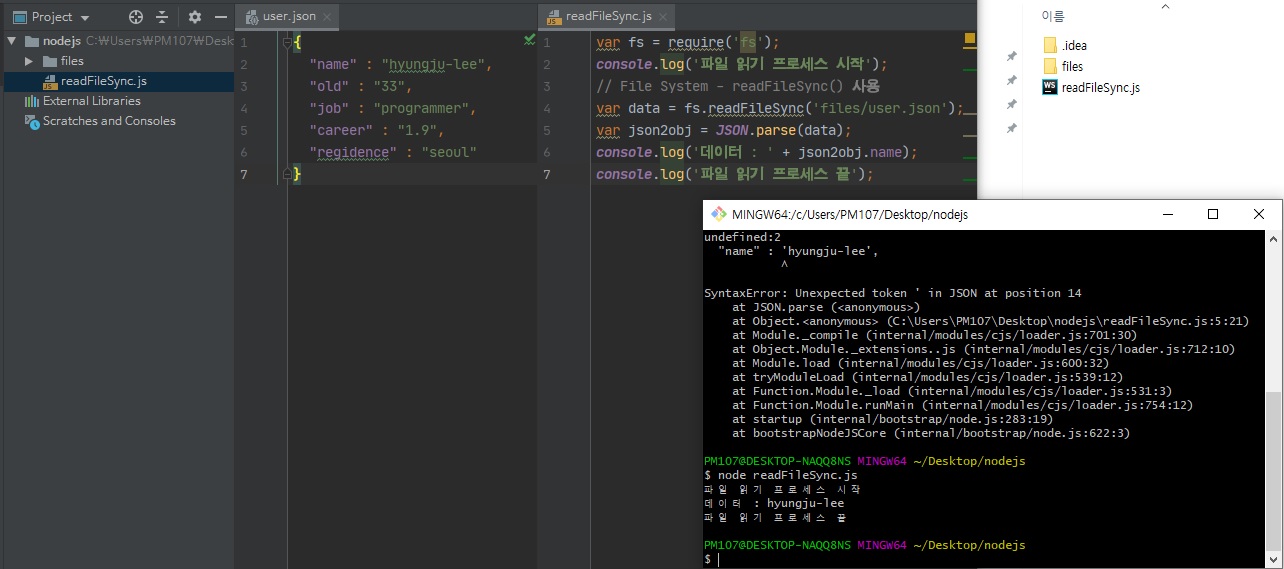 Project
nodejs C:₩Users₩PM107₩Desk
files
readFileSync.js
External Libraries
Scratches and Consoles
user.json
1 {
2 "name" : "hyungju-lee",
3 "old" : "33",
4 "job" : "programmer",
5 "career" : "1.9",
6 "regidence" : "seoul"
7 }
readFileSync.js
1 var fs = require('fs');
2 console.log('파일 읽기 프로세스 시작');
3 // File System - readFileSync() 사용
4 var data = fs.readFileSync('files/user.json');
5 var json2obj = JSON.parse(data);
6 console.log('데이터 : ' + json2obj.name);
7 console.log('파일 읽기 프로세스 끝');
이름
.idea
files
WS readFileSync.js
MINGW64:/c/Users/PM107/Desktop/nodejs
undefined:2
"name" : 'hyungju-lee',
^
SyntaxError: Unexpected token ' in JSON at position 14
at JSON.parse (<anonymous>)
at Object.<anonymous> (C:\Users\PM107\Desktop\nodejs\readFileSync.js:5:21)
at Module._compile (internal/modules/cjs/loader.js:701:30)
at Object.Module._extensions..js (internal/modules/cjs/loader.js:712:10)
at Module.load (internal/modules/cjs/loader.js:600:32)
at tryModuleLoad (internal/modules/cjs/loader.js:539:12)
at Function.Module._load (internal/modules/cjs/loader.js:531:3)
at Function.Module.runMain (internal/modules/cjs/loader.js:754:12)
at startup (internal/bootstrap/node.js:283:19)
at bootstrapNodeJSCore (internal/bootstrap/node.js:622:3)
PM107@DESKTOP-NAQQ8NS MINGW64 ~/Desktop/nodejs
$ node readFileSync.js
파일 읽기 프로세스 시작
데이터 : hyungju-lee
파일 읽기 프로세스 끝
PM107@DESKTOP-NAQQ8NS MINGW64 ~/Desktop/nodejs
$